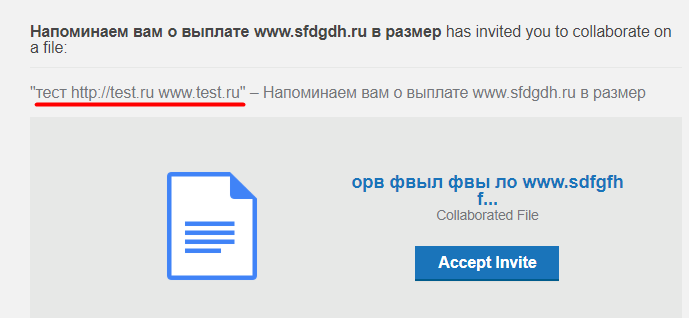 Напоминаем вам о выплате www.sfdgdh.ru в размер has invited you to collaborate on
a file:
"тест http://test.ru www.test.ru" – Напоминаем вам о выплате www.sfdgdh.ru в размер
орв фвыл фвы ло www.sdfgfh
f...
Collaborated File
Accept Invite